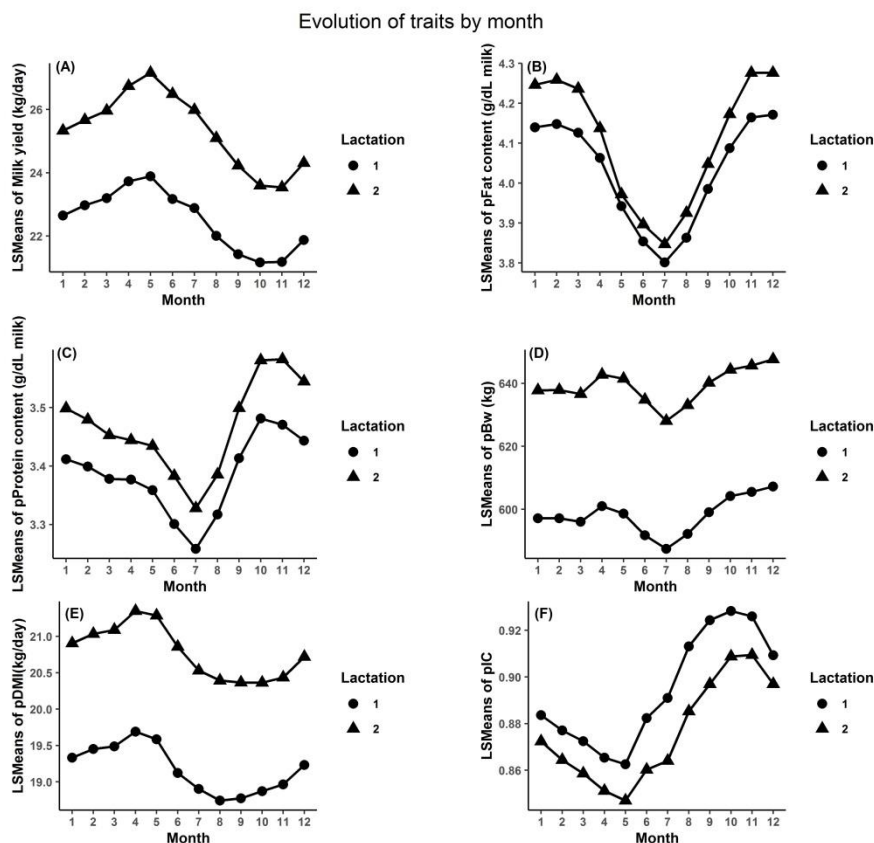 Evolution of traits by month
(A)
LSMeans of Milk yield (kg/day)
26
24
22
1 2 3 4 5 6 7 8 9 10 11 12
Month
Lactation
1
2
(B)
LSMeans of pFat content (g/dL milk)
4.3
4.2
4.0
3.9
3.8
1 2 3 4 5 6 7 8 9 10 11 12
Month
Lactation
1
2
(C)
LSMeans of pProtein content (g/dL milk)
3.5
3.4
3.3
1 2 3 4 5 6 7 8 9 10 11 12
Month
Lactation
1
2
(D)
LSMeans of pBw (kg)
640
620
600
1 2 3 4 5 6 7 8 9 10 11 12
Month
Lactation
1
2
(E)
LSMeans of pDMI(kg/day)
21.0
20.5
20.0
19.5
19.0
1 2 3 4 5 6 7 8 9 10 11 12
Month
Lactation
1
2
(F)
LSMeans of pIC
0.92
0.90
0.88
0.86
1 2 3 4 5 6 7 8 9 10 11 12
Month
Lactation
1
2